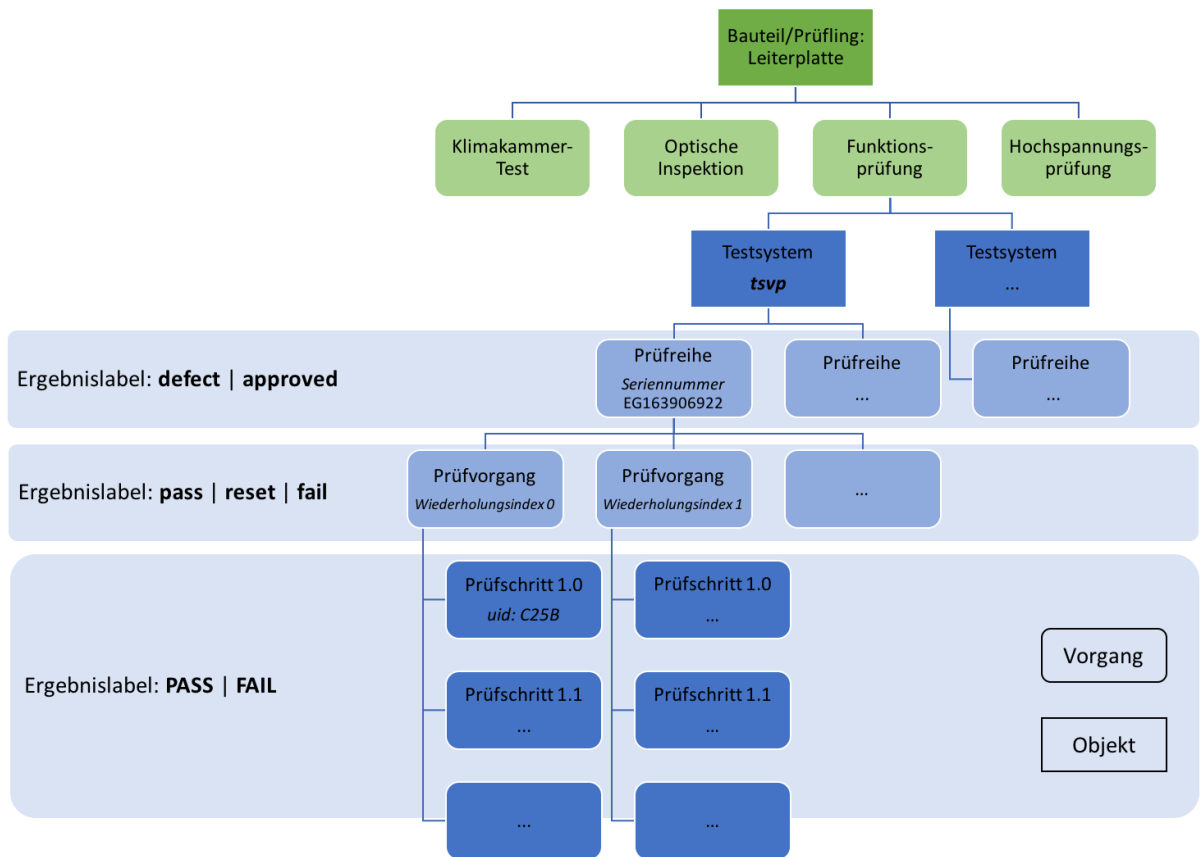 Bauteil/Prüfling:
Leiterplatte
Klimakammer-
Test
Optische
Inspektion
Funktions-
prüfung
Hochspannungs-
prüfung
Testsystem
tsvp
Testsystem
...
Ergebnislabel: defect | approved
Prüfreihe
Seriennummer
EG163906922
Prüfreihe
...
Prüfreihe
...
Ergebnislabel: pass | reset | fail
Prüfvorgang
Wiederholungsindex 0
Prüfvorgang
Wiederholungsindex 1
...
Ergebnislabel: PASS | FAIL
Prüfschritt 1.0
uid: C25B
Prüfschritt 1.0
...
Prüfschritt 1.1
...
Prüfschritt 1.1
...
...
...
Vorgang
Objekt